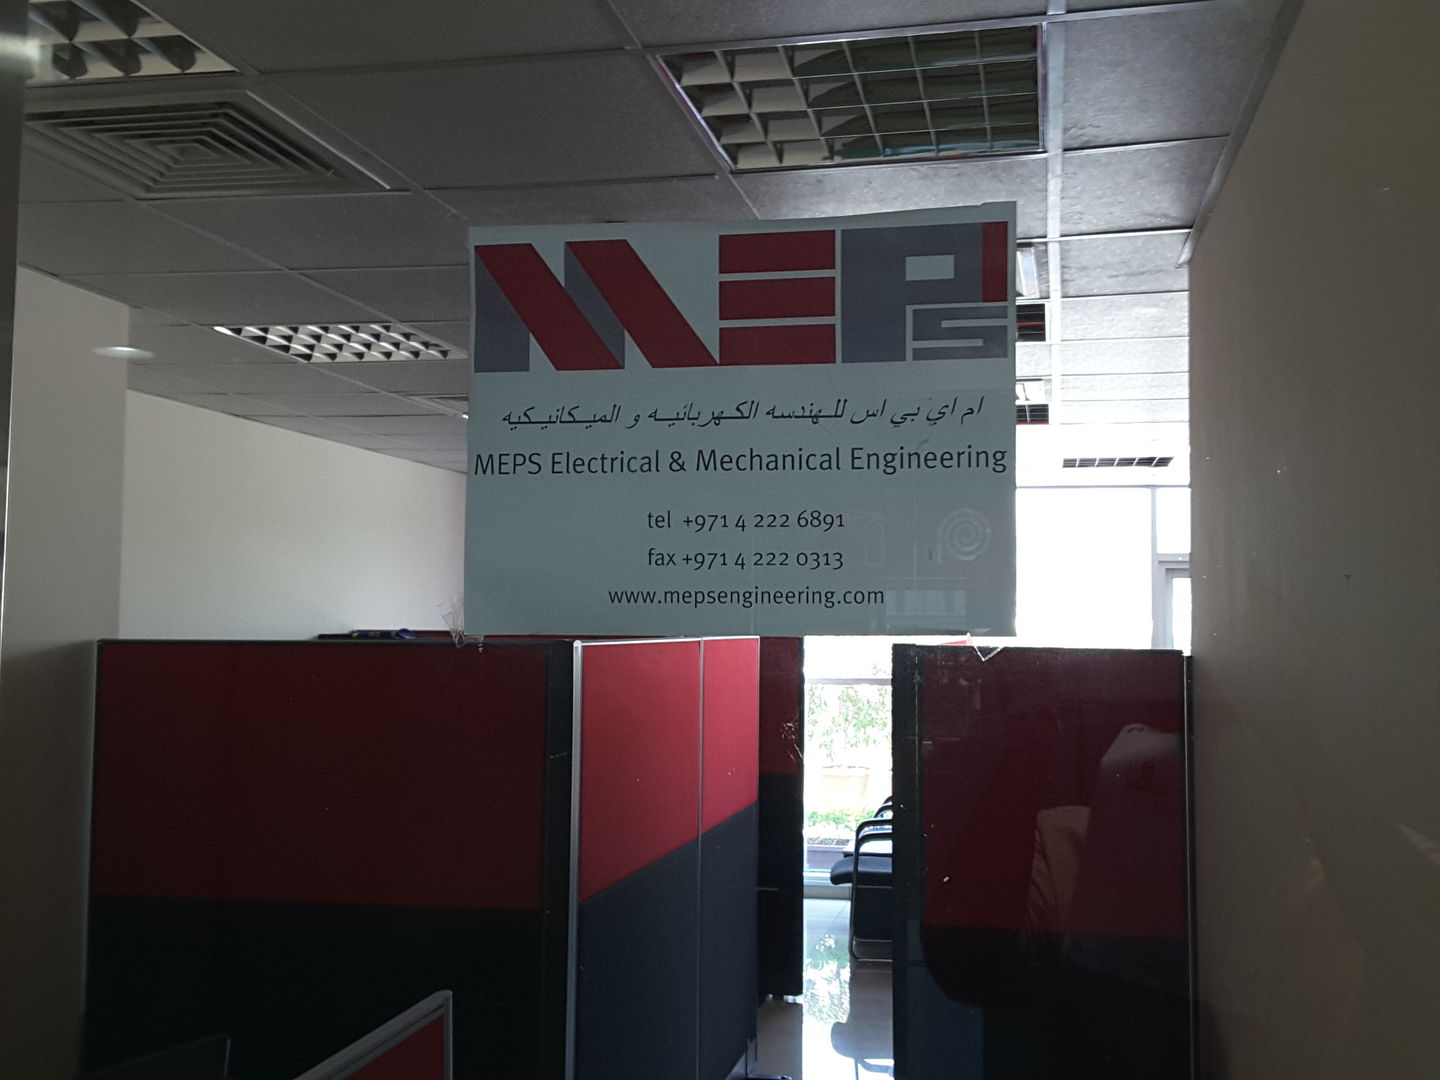 MEPS
ام اي بي اس للهندسه الكهربائيه و الميكانيكيه
MEPS Electrical & Mechanical Engineering
tel +971 4 222 6891
fax +971 4 222 0313
www.mepsengineering.com